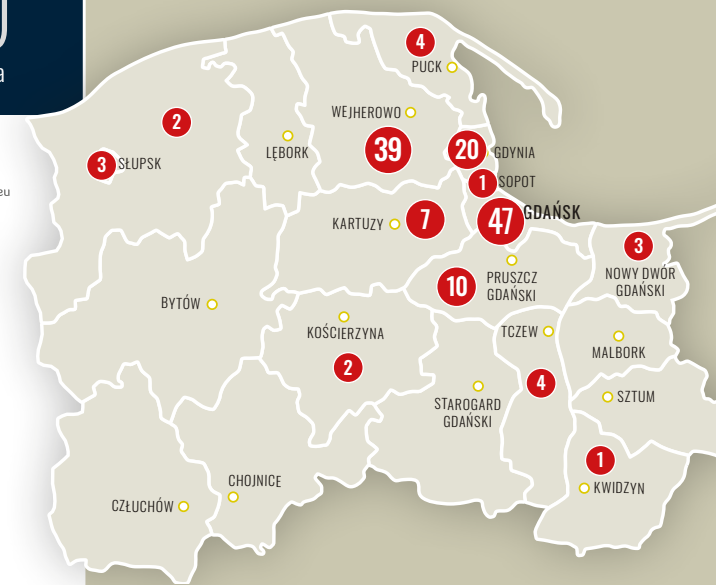 a
eu
4
PUCK
2
WEJHEROWO
39
3
SŁUPSK
LĘBORK
20
GDYNIA
1
SOPOT
KARTUZY
7
47
GDAŃSK
3
NOWY DWÓR
GDAŃSKI
10
PRUSZCZ
GDAŃSKI
BYTÓW
KOŚCIERZYNA
2
TCZEW
4
MALBORK
STAROGARD
GDAŃSKI
SZTUM
1
KWIDZYN
CHOJNICE
CZŁUCHÓW